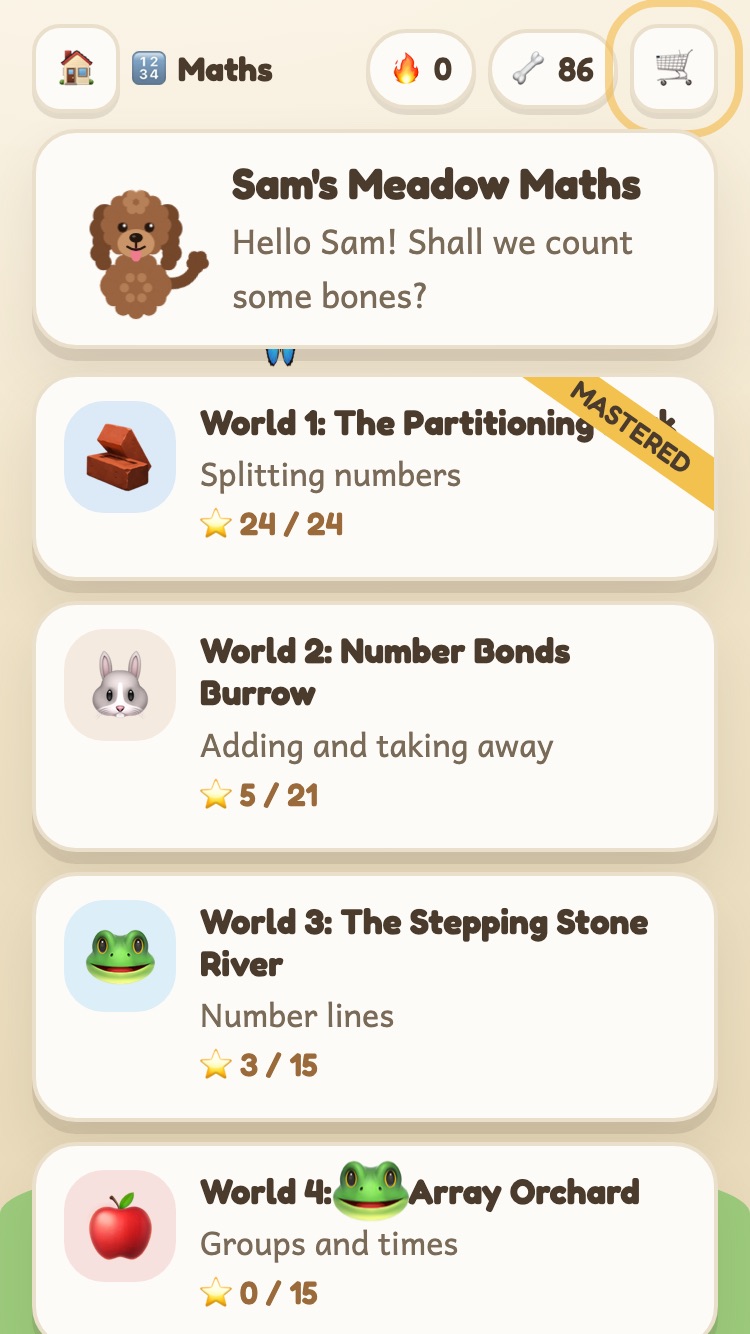 1234 Maths 0 86
Sam's Meadow Maths
Hello Sam! Shall we count
some bones?
World 1: The Partitioning
MASTERED
Splitting numbers
24 / 24
World 2: Number Bonds
Burrow
Adding and taking away
5 / 21
World 3: The Stepping Stone
River
Number lines
3 / 15
World 4: Array Orchard
Groups and times
0 / 15